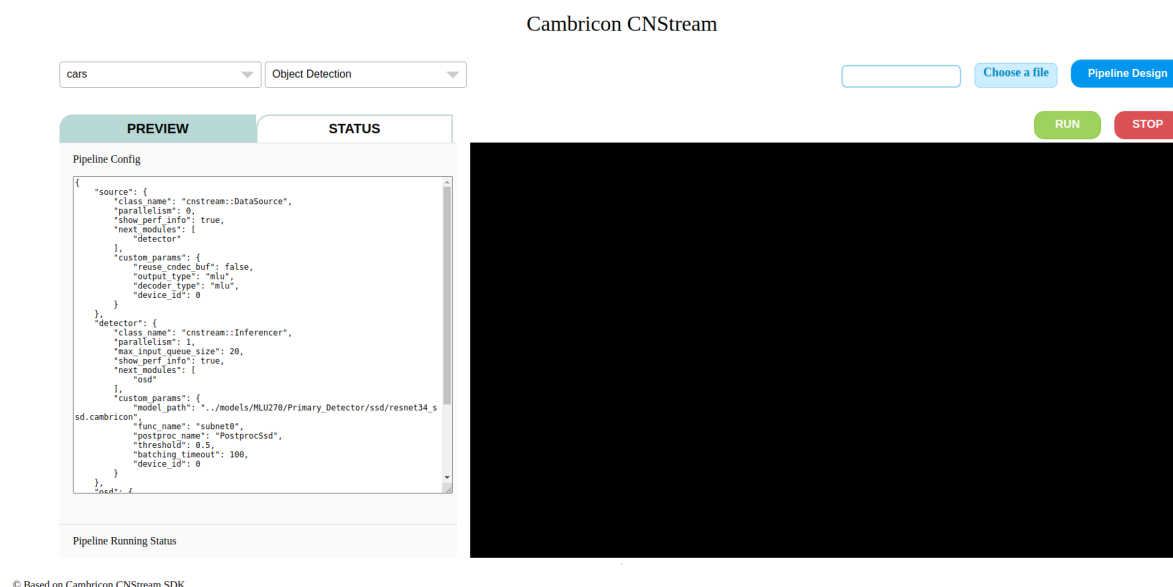 Cambricon CNStream
cars
Object Detection
Choose a file
Pipeline Design
PREVIEW
STATUS
RUN
STOP
Pipeline Config
{
"source": {
"class_name": "cnstream::DataSource",
"parallelism": 0,
"show_perf_info": true,
"next_modules": [
"detector"
],
"custom_params": {
"reuse_cndec_buf": false,
"output_type": "mlu",
"decoder_type": "mlu",
"device_id": 0
}
},
"detector": {
"class_name": "cnstream::Inferencer",
"parallelism": 1,
"max_input_queue_size": 20,
"show_perf_info": true,
"next_modules": [
"osd"
],
"custom_params": {
"model_path": "../models/MLU270/Primary_Detector/ssd/resnet34_s
sd.cambricon",
"func_name": "subnet0",
"postproc_name": "PostprocSsd",
"threshold": 0.5,
"batching_timeout": 100,
"device_id": 0
}
},
"osd": {
Pipeline Running Status
© Based on Cambricon CNStream SDK